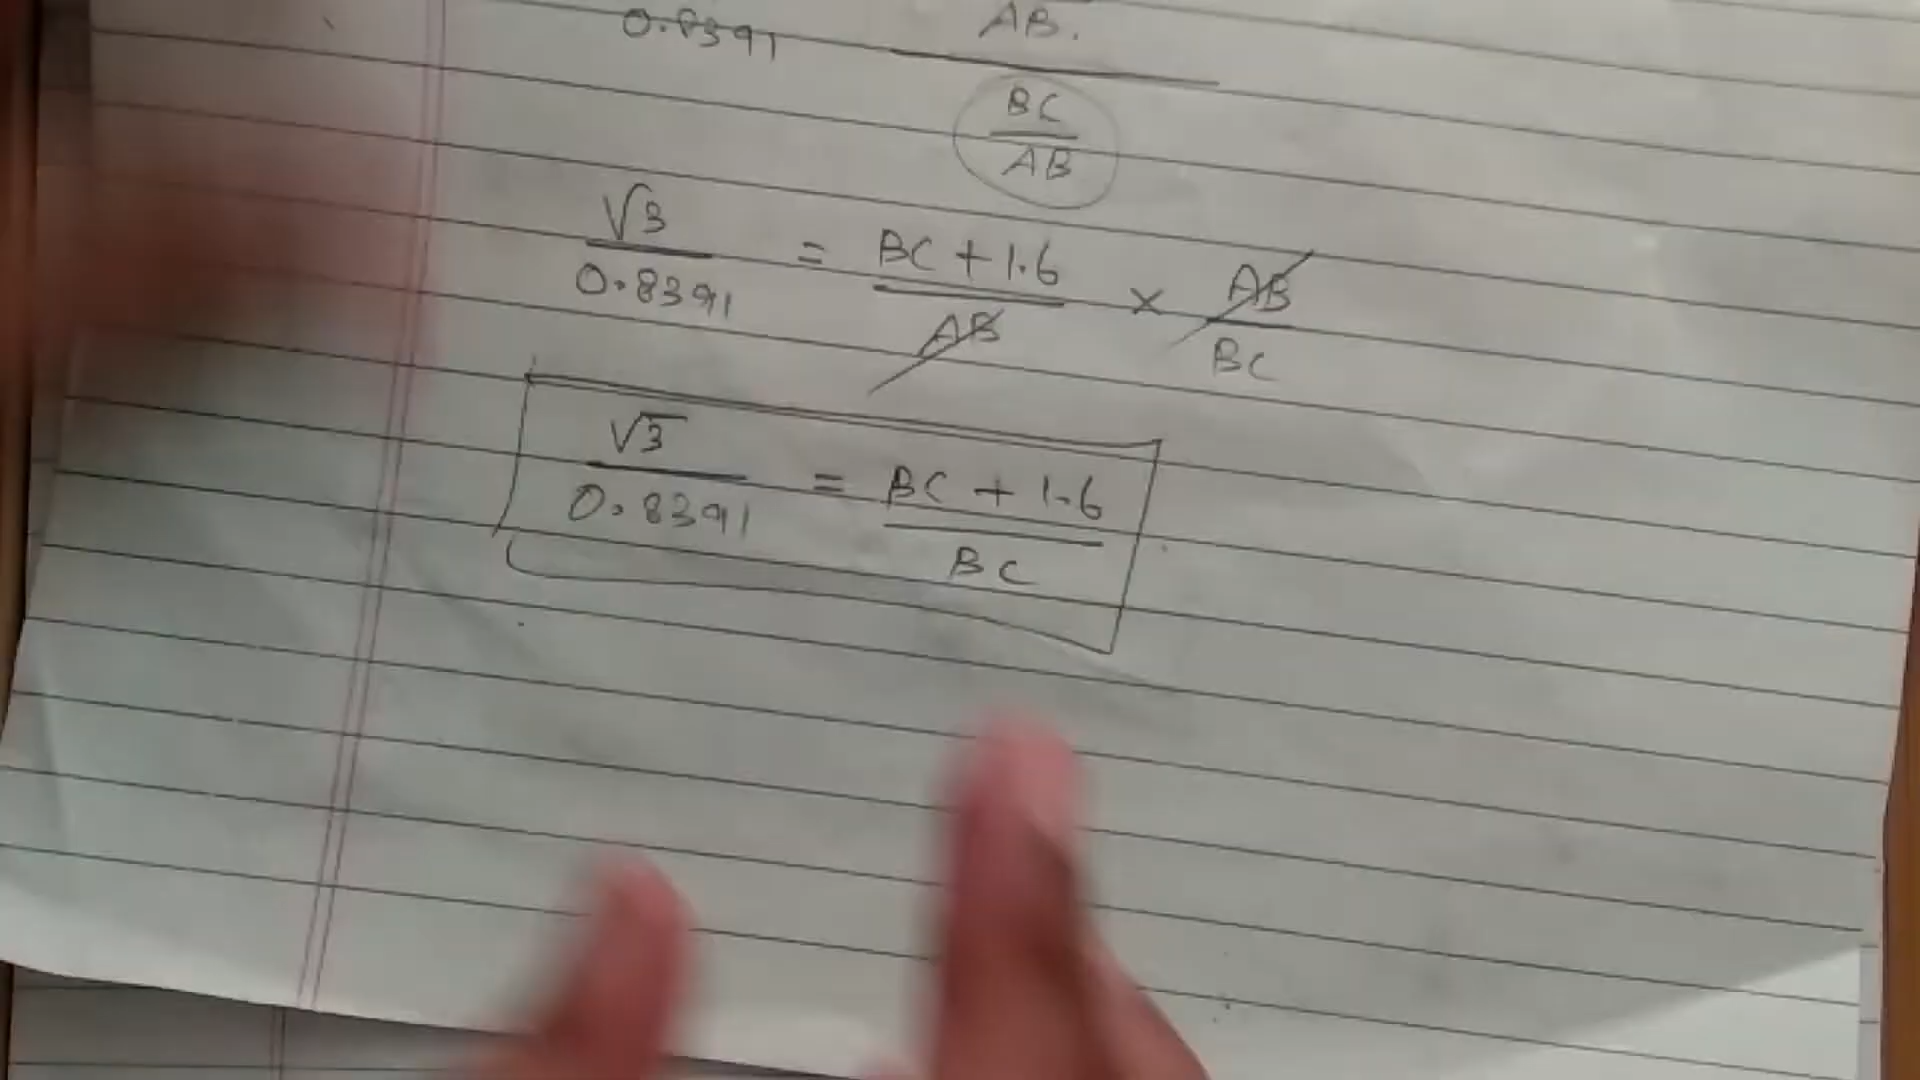 0.8391 AB.
BC
AB
√3 = BC + 1.6 × AB
0.8391 AB BC
√3 = BC + 1.6
0.8391 BC